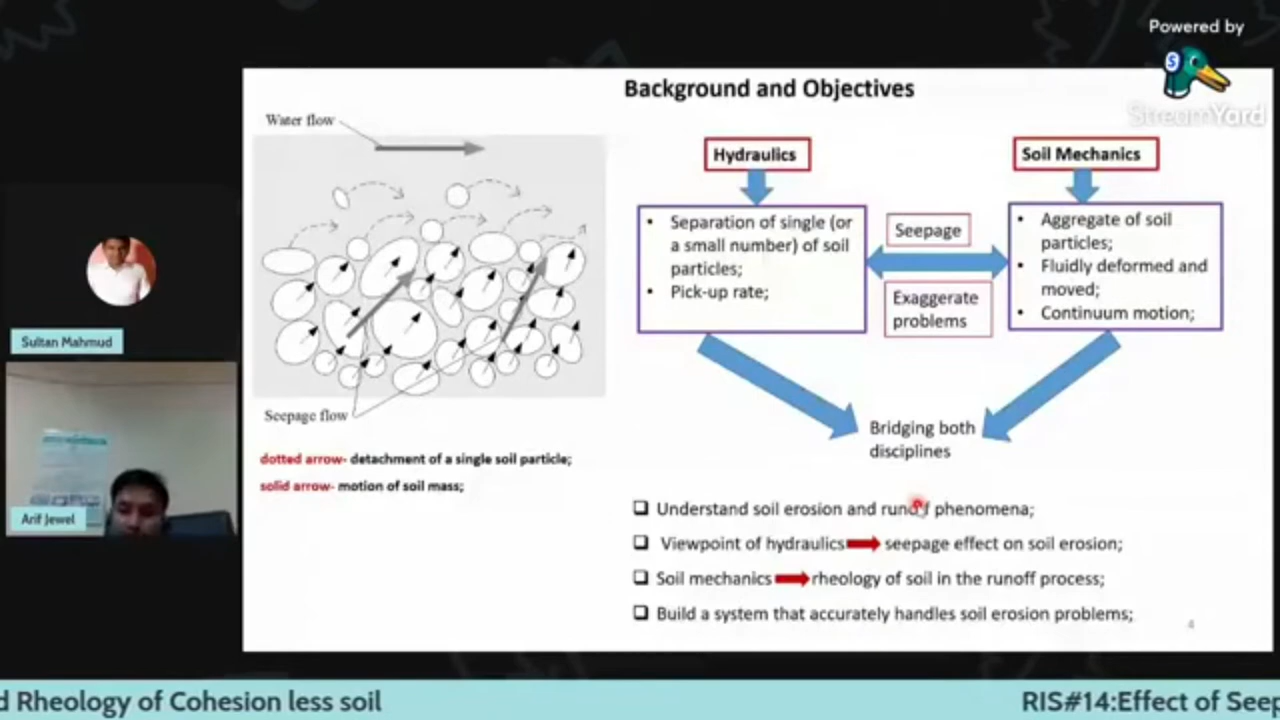 Powered by
StreamYard
Background and Objectives
Water flow
Seepage flow
dotted arrow- detachment of a single soil particle;
solid arrow- motion of soil mass;
Hydraulics
• Separation of single (or
a small number) of soil
particles;
• Pick-up rate;
Seepage
Exaggerate
problems
Soil Mechanics
• Aggregate of soil
particles;
• Fluidly deformed and
moved;
• Continuum motion;
Bridging both
disciplines
Understand soil erosion and runoff phenomena;
Viewpoint of hydraulics seepage effect on soil erosion;
Soil mechanics rheology of soil in the runoff process;
Build a system that accurately handles soil erosion problems;
4
Sultan Mahmud
Arif Jewel
d Rheology of Cohesion less soil
RIS#14:Effect of Seep